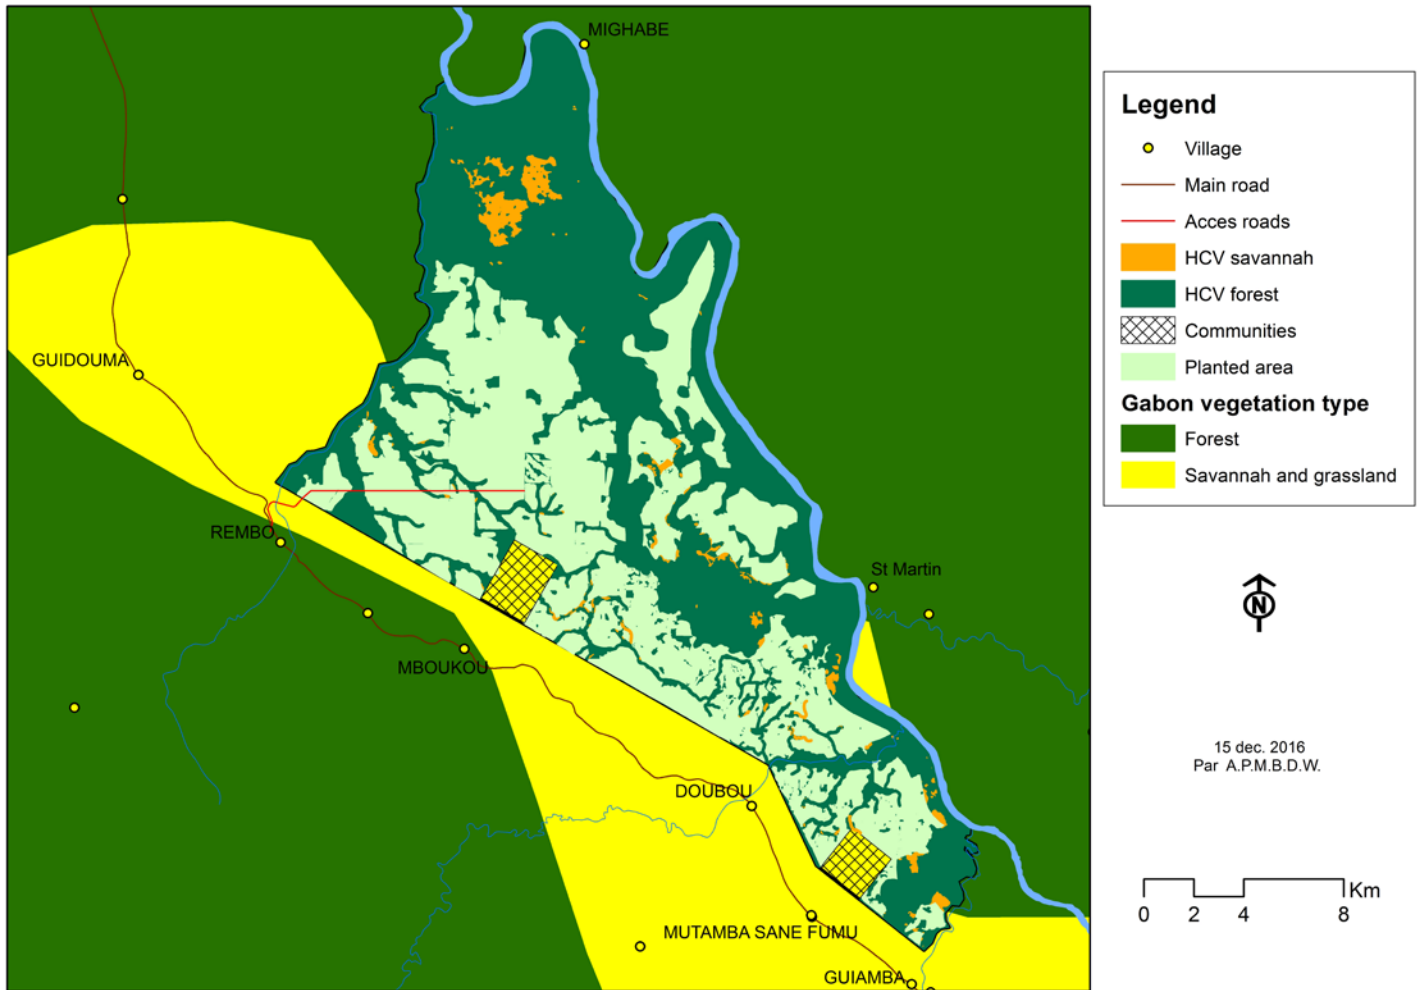 MIGHABE
GUIDOUMA
REMBO
MBOUKOU
St Martin
DOUBOU
MUTAMBA SANE FUMU
GUIAMBA
Legend
Village
Main road
Acces roads
HCV savannah
HCV forest
Communities
Planted area
Gabon vegetation type
Forest
Savannah and grassland
N
15 dec. 2016
Par A.P.M.B.D.W.
Km
0 2 4 8